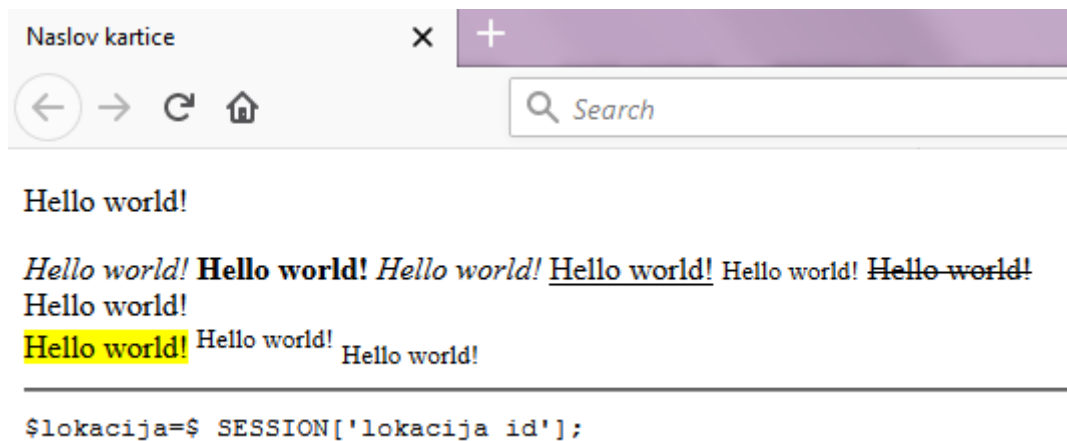 Naslov kartice
Search
Hello world!
Hello world! Hello world! Hello world! Hello world! Hello world! Hello world!
Hello world!
Hello world! Hello world! Hello world!
$lokacija=$ SESSION['lokacija id'];